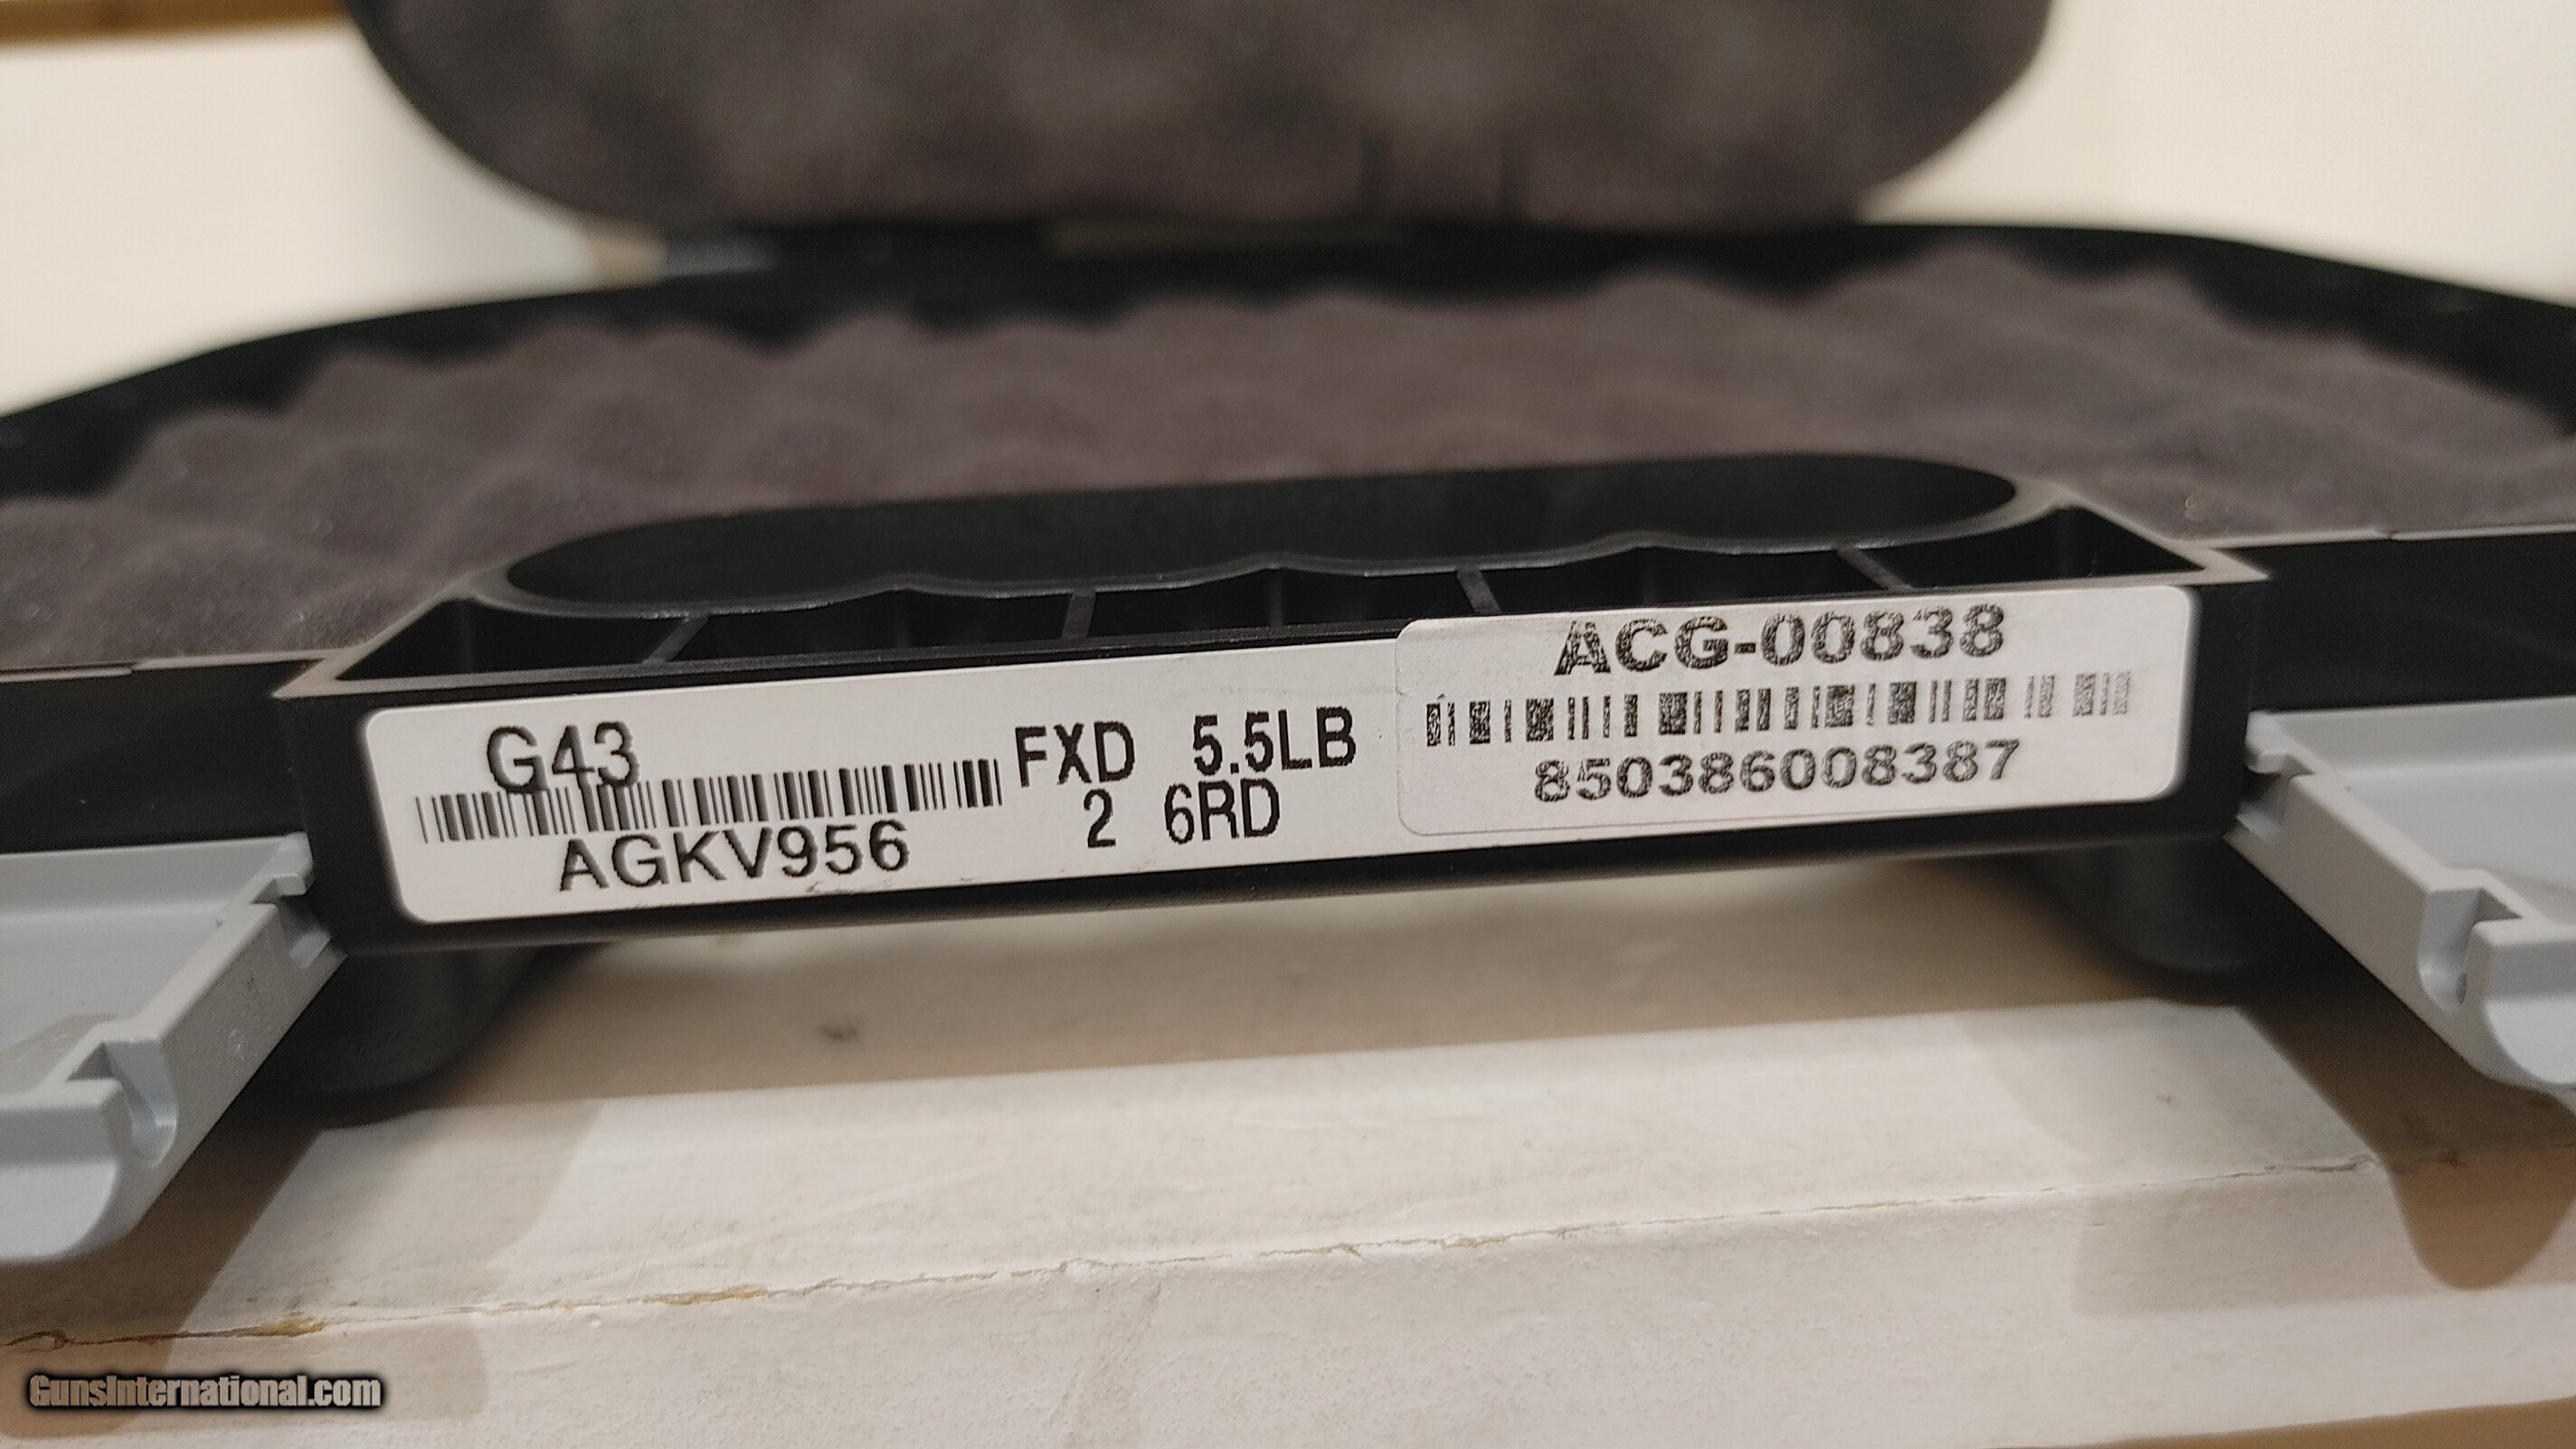 G43
AGKV956
FXD 5.5LB
2 6RD
ACG-00838
850386008387
GunsInternational.com